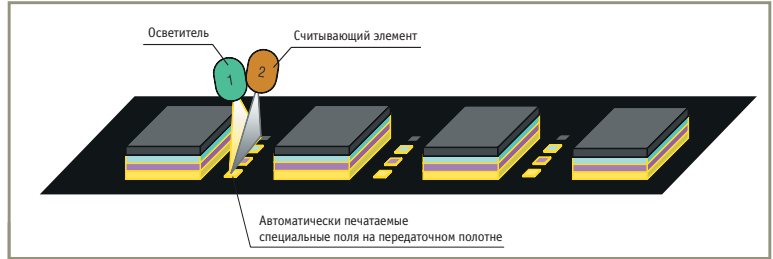 Осветитель
Считывающий элемент
1
2
Автоматически печатаемые
специальные поля на передаточном полотне